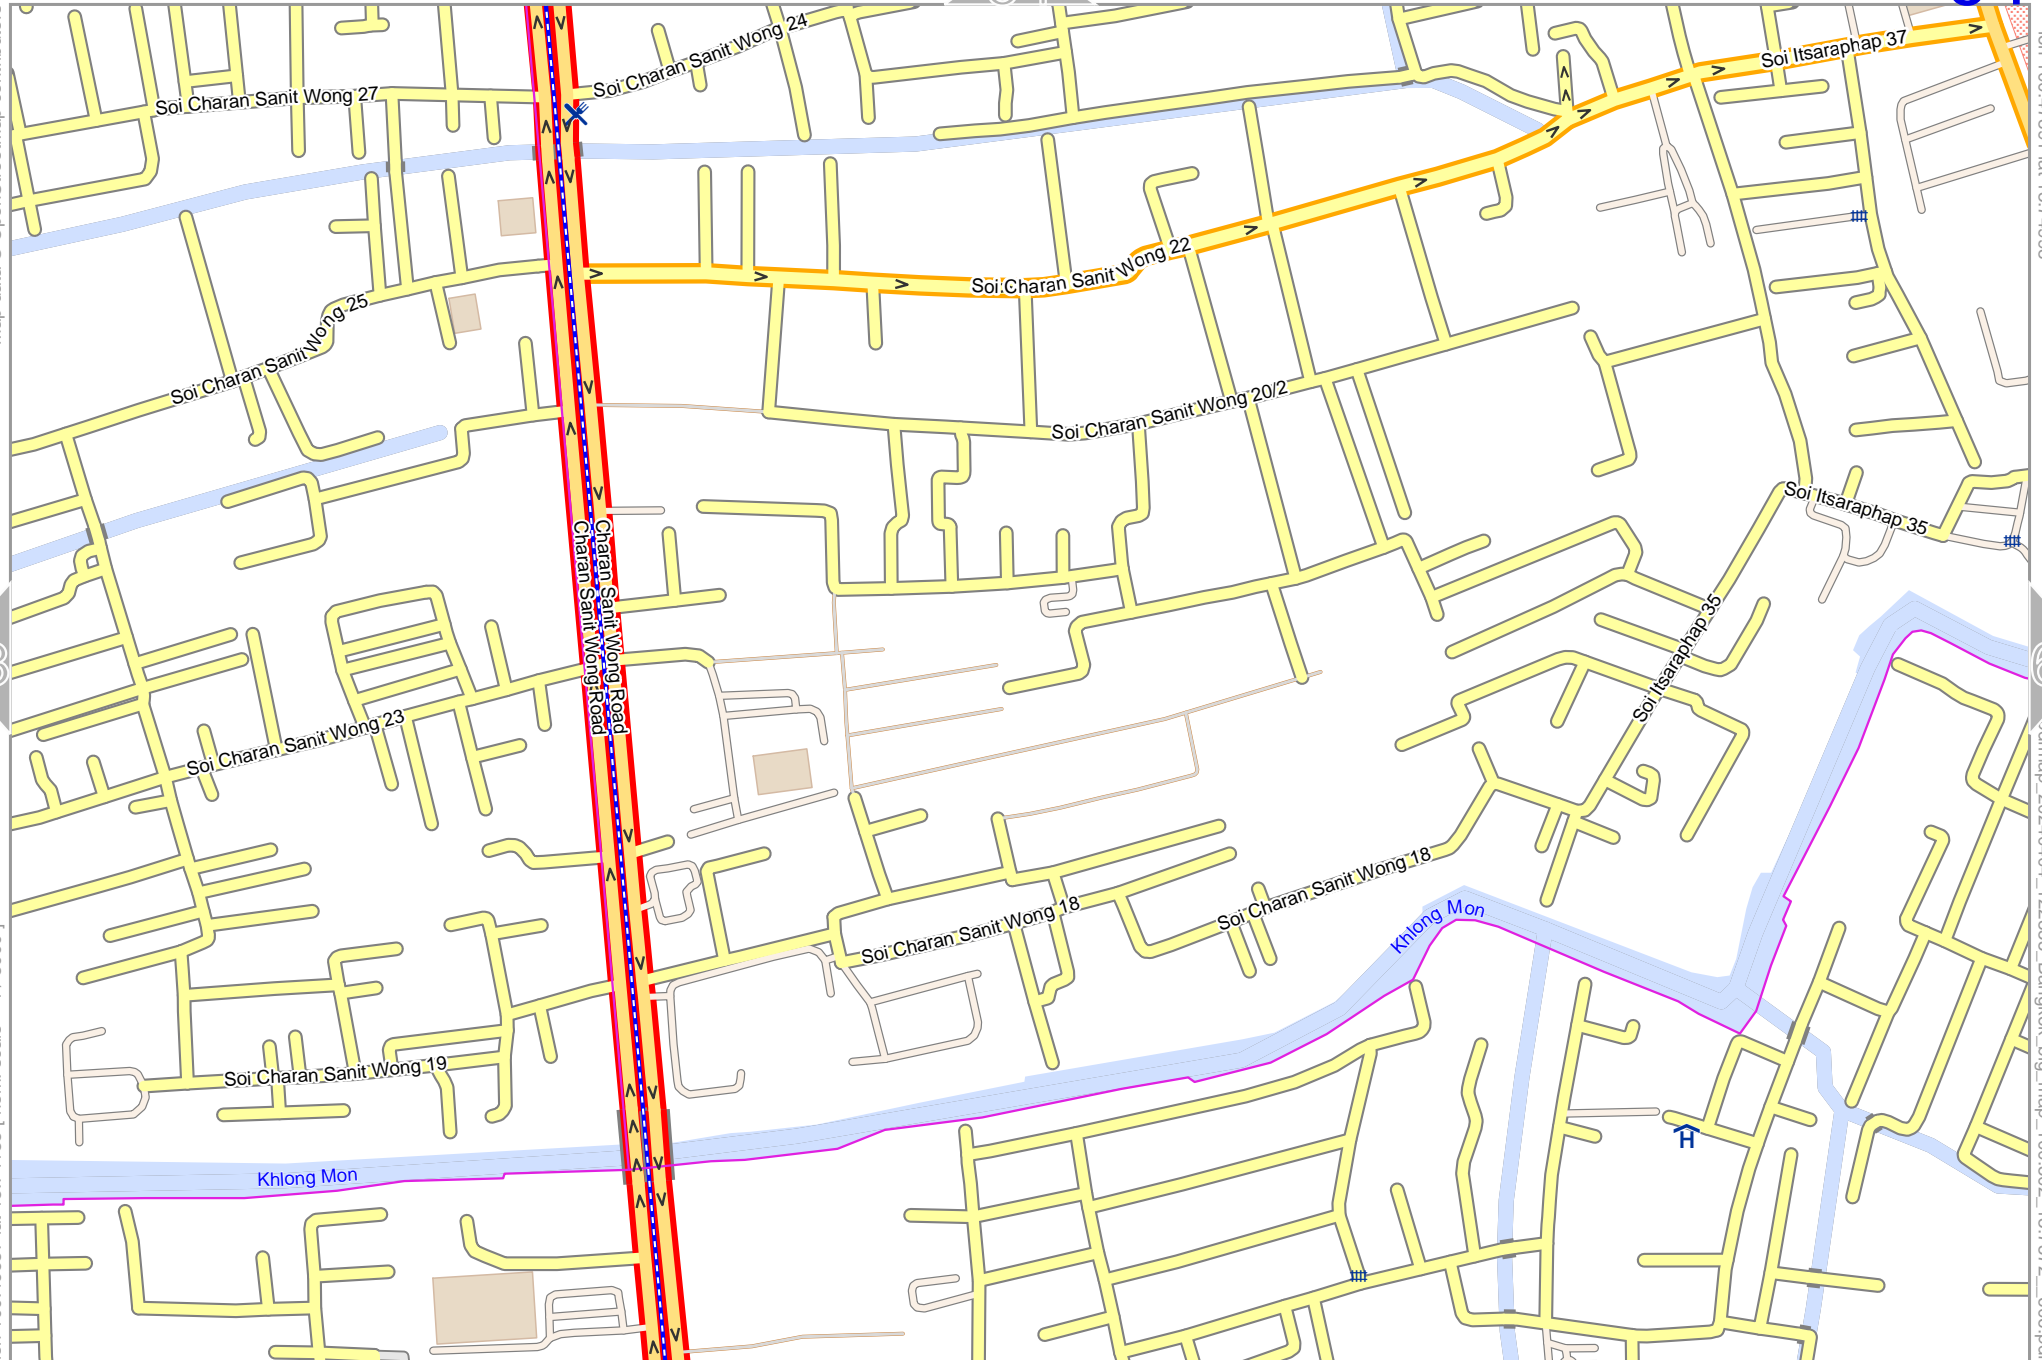 Soi Charan Sanit Wong 24
Soi Itsaraphap 37
Soi Charan Sanit Wong 27
Soi Charan Sanit Wong 22
Soi Charan Sanit Wong 25
Soi Charan Sanit Wong 20/2
Soi Itsaraphap 35
Charan Sanit Wong Road
Charan Sanit Wong Road
Soi Itsaraphap 35
Soi Charan Sanit Wong 23
Soi Charan Sanit Wong 18
Soi Charan Sanit Wong 18
Khlong Mon
Soi Charan Sanit Wong 19
H
Khlong Mon